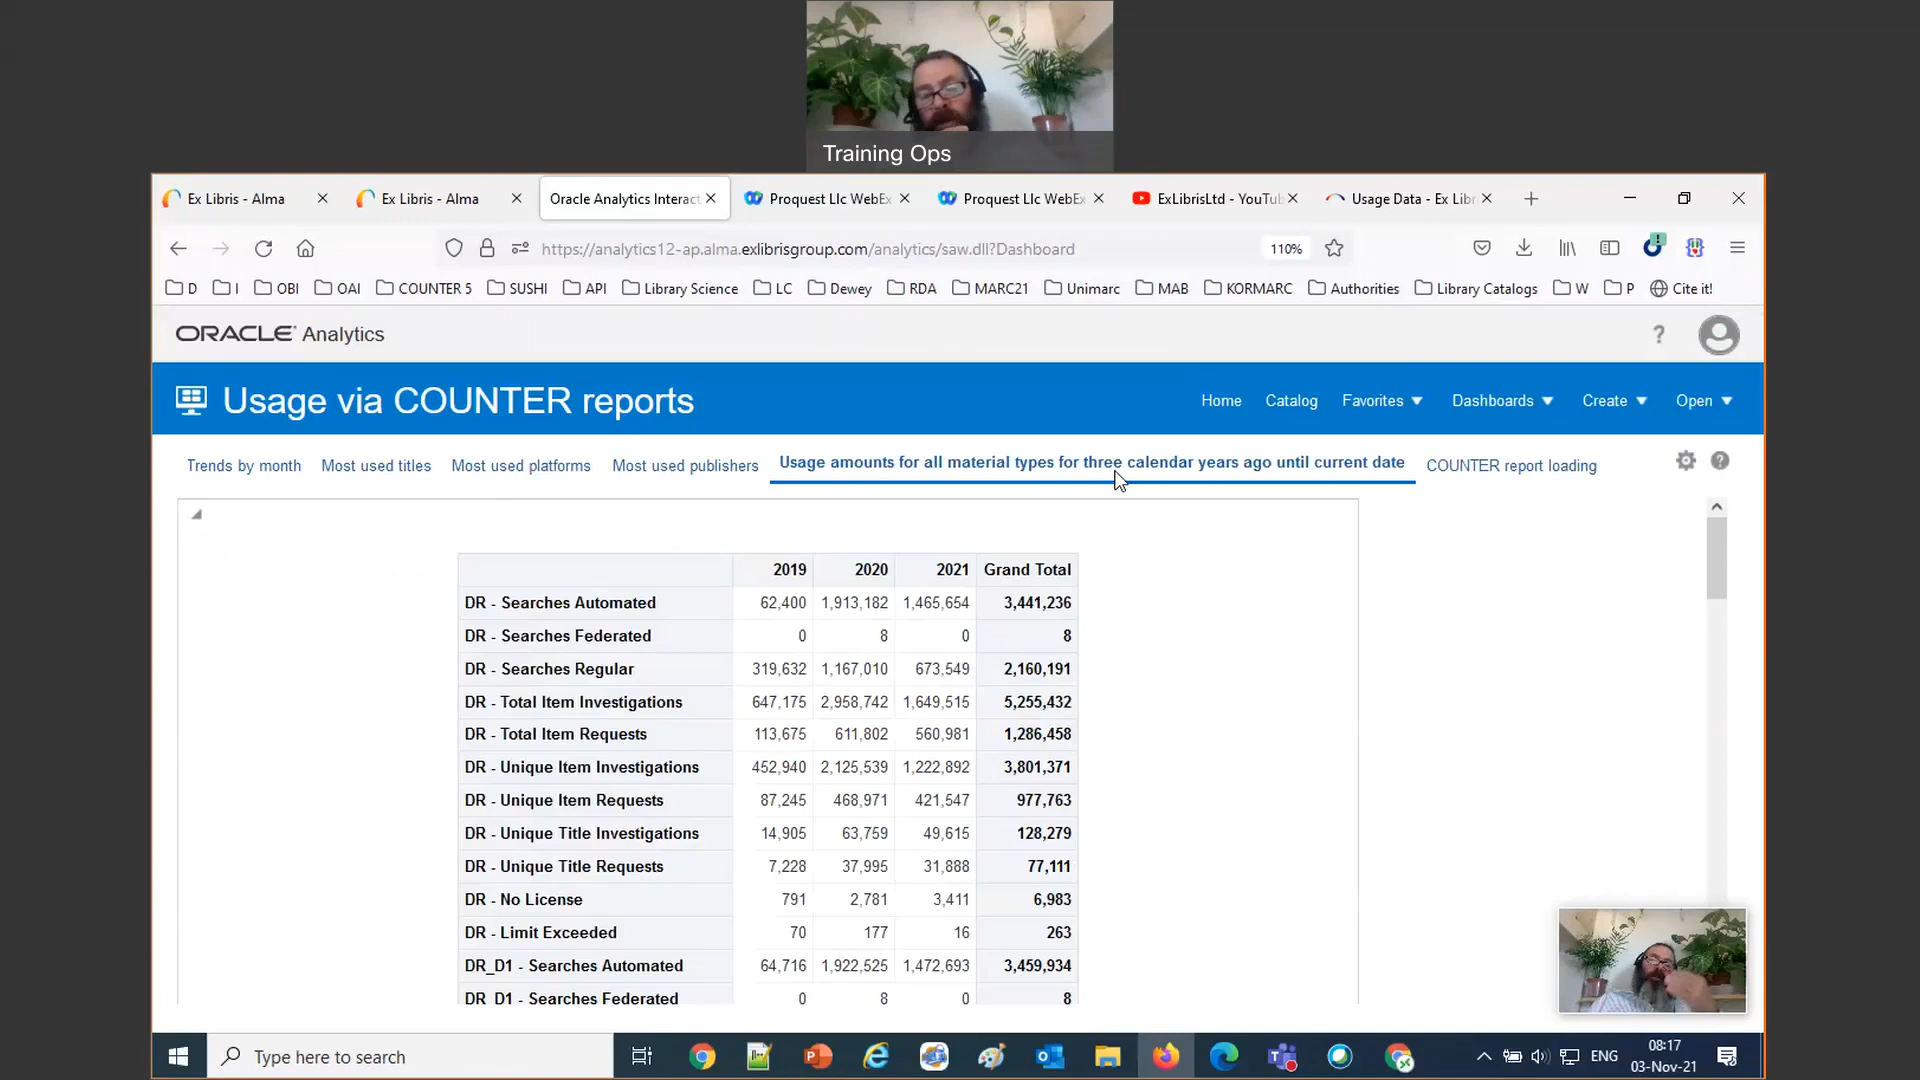 Training Ops
Ex Libris - Alma
Ex Libris - Alma
Oracle Analytics Interact
Proquest Llc WebEx
Proquest Llc WebEx
ExLibrisLtd - YouTub
Usage Data - Ex Libri
https://analytics12-ap.alma.exlibrisgroup.com/analytics/saw.dll?Dashboard
110%
D I OBI OAI COUNTER 5 SUSHI API Library Science LC Dewey RDA MARC21 Unimarc MAB KORMARC Authorities Library Catalogs W P Cite it!
ORACLE Analytics
?
Usage via COUNTER reports
Home Catalog Favorites Dashboards Create Open
Trends by month Most used titles Most used platforms Most used publishers Usage amounts for all material types for three calendar years ago until current date COUNTER report loading
2019 2020 2021 Grand Total
DR - Searches Automated 62,400 1,913,182 1,465,654 3,441,236
DR - Searches Federated 0 8 0 8
DR - Searches Regular 319,632 1,167,010 673,549 2,160,191
DR - Total Item Investigations 647,175 2,958,742 1,649,515 5,255,432
DR - Total Item Requests 113,675 611,802 560,981 1,286,458
DR - Unique Item Investigations 452,940 2,125,539 1,222,892 3,801,371
DR - Unique Item Requests 87,245 468,971 421,547 977,763
DR - Unique Title Investigations 14,905 63,759 49,615 128,279
DR - Unique Title Requests 7,228 37,995 31,888 77,111
DR - No License 791 2,781 3,411 6,983
DR - Limit Exceeded 70 177 16 263
DR_D1 - Searches Automated 64,716 1,922,525 1,472,693 3,459,934
DR_D1 - Searches Federated 0 8 0 8
Type here to search
ENG
08:17
03-Nov-21